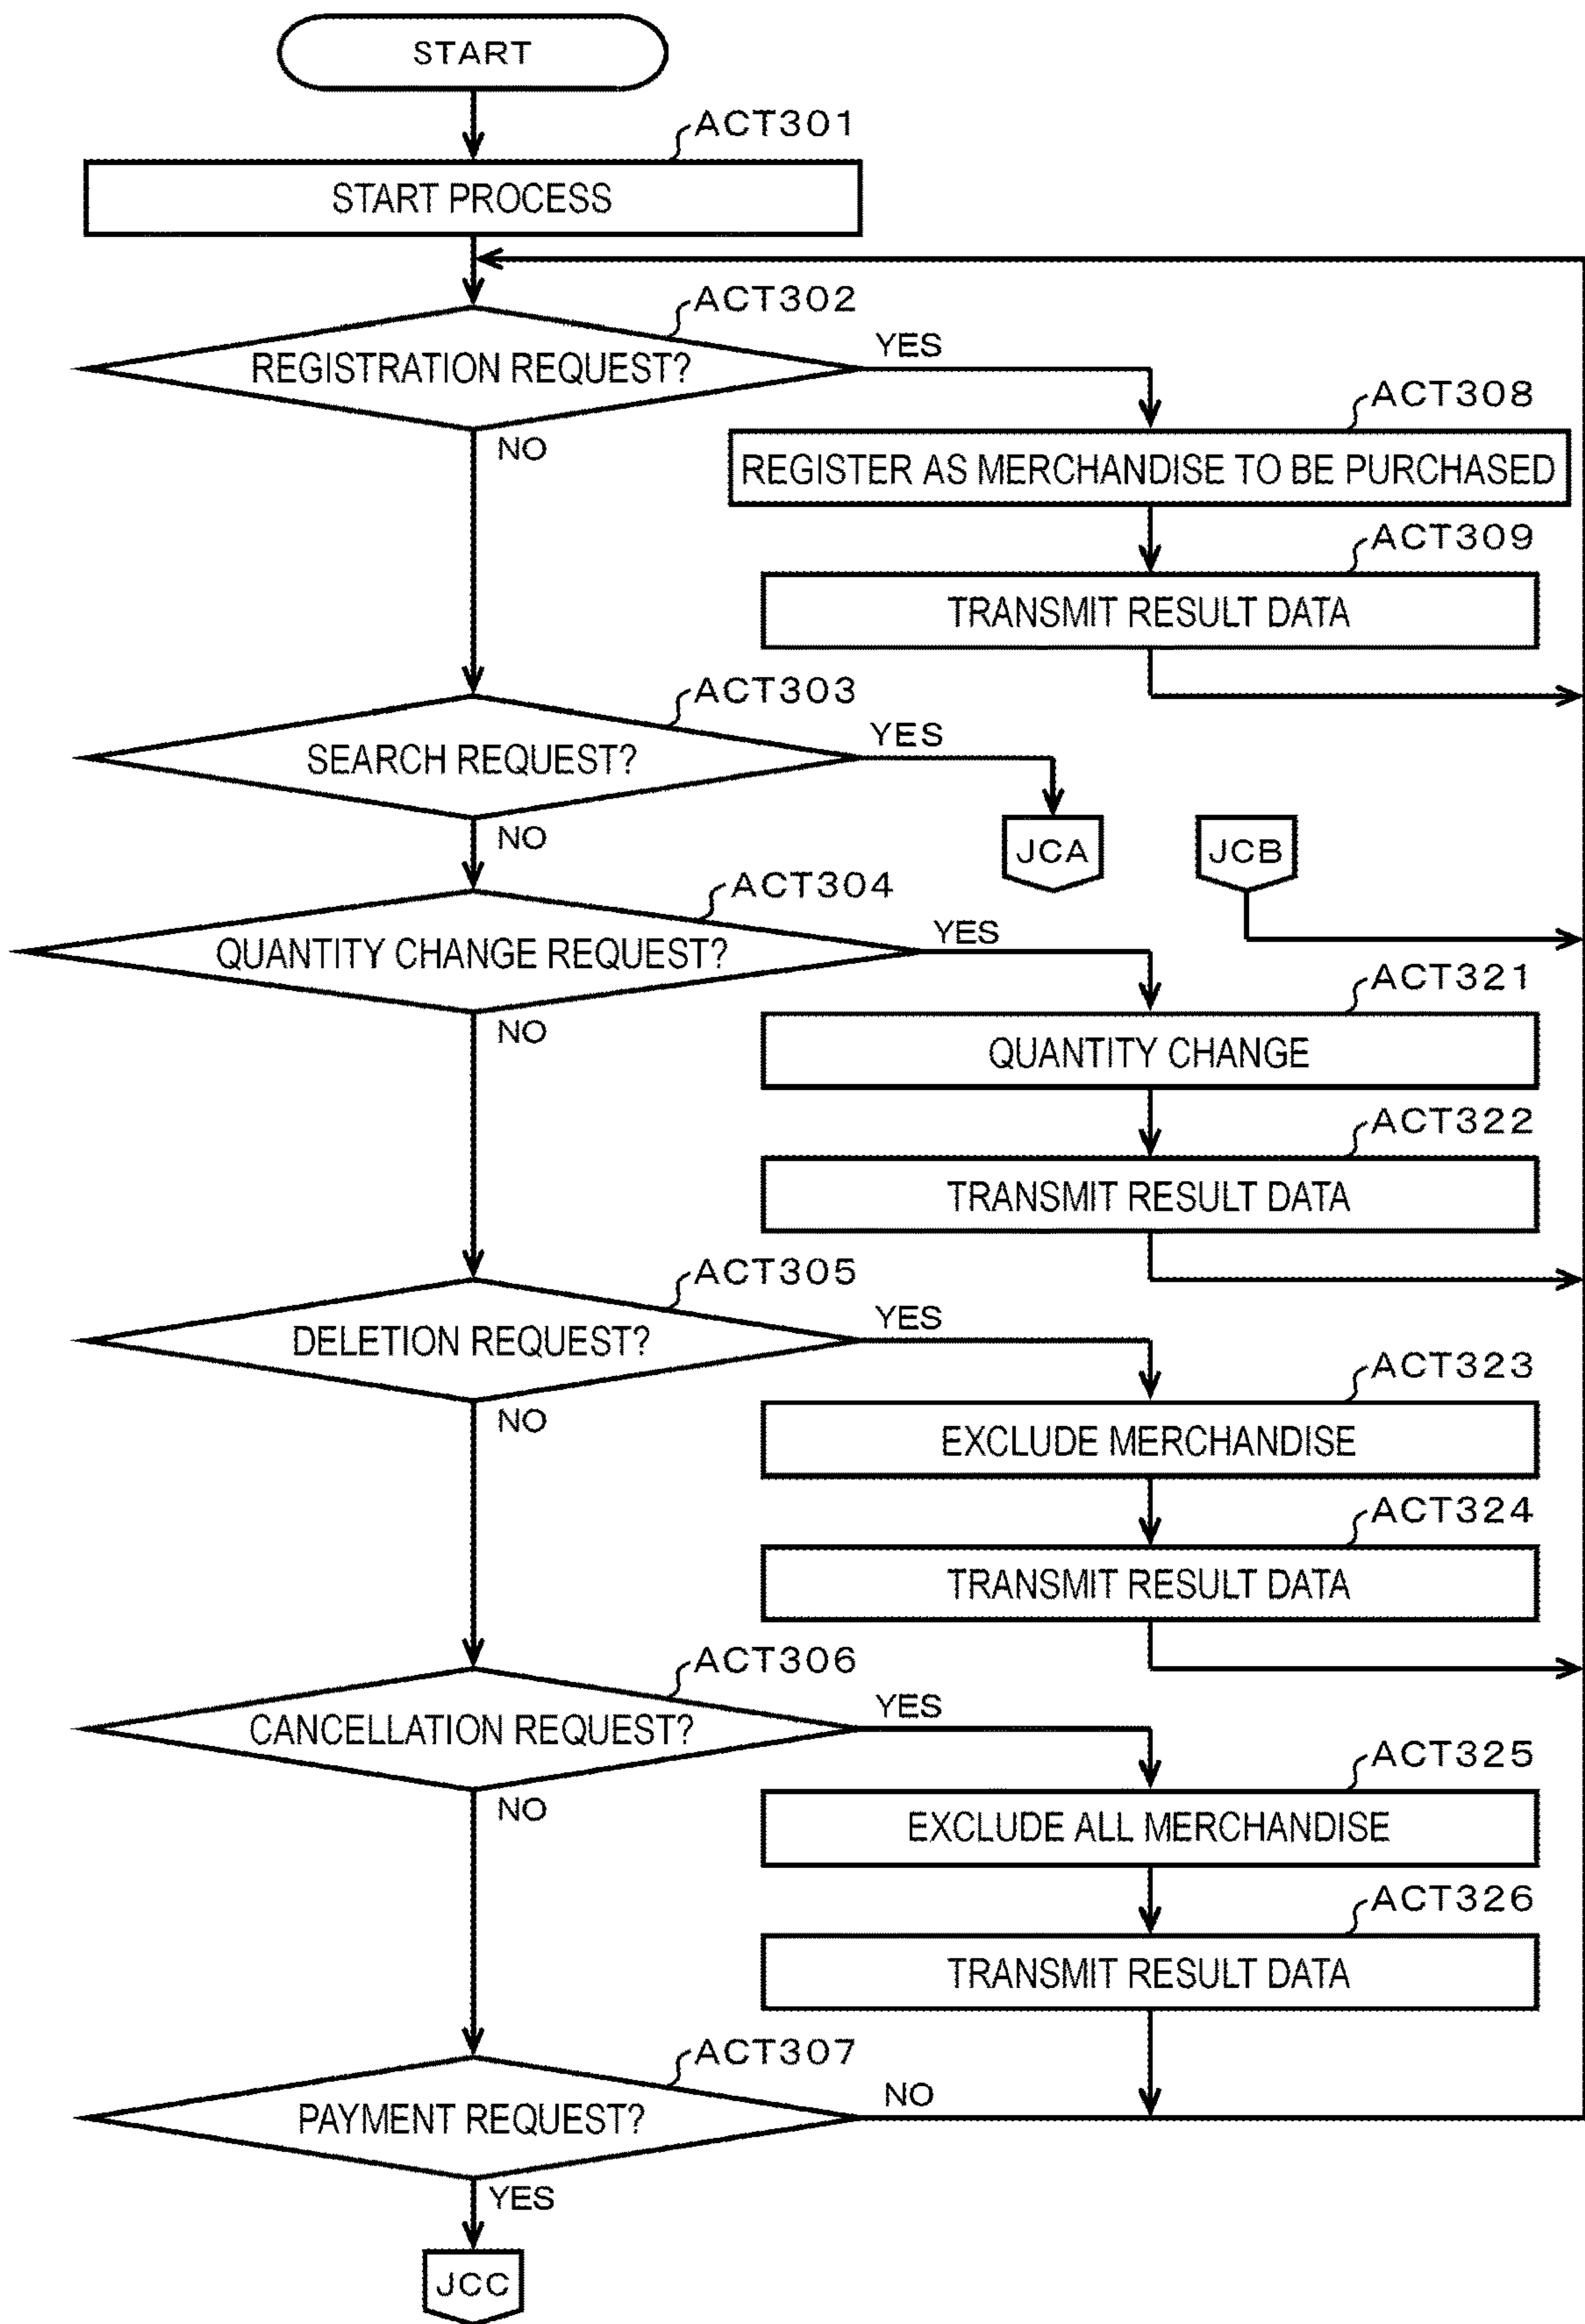 START
ACT301
START PROCESS
ACT302
REGISTRATION REQUEST?
YES
NO
ACT308
REGISTER AS MERCHANDISE TO BE PURCHASED
ACT309
TRANSMIT RESULT DATA
ACT303
SEARCH REQUEST?
YES
NO
JCA
JCB
ACT304
QUANTITY CHANGE REQUEST?
YES
NO
ACT321
QUANTITY CHANGE
ACT322
TRANSMIT RESULT DATA
ACT305
DELETION REQUEST?
YES
NO
ACT323
EXCLUDE MERCHANDISE
ACT324
TRANSMIT RESULT DATA
ACT306
CANCELLATION REQUEST?
YES
NO
ACT325
EXCLUDE ALL MERCHANDISE
ACT326
TRANSMIT RESULT DATA
ACT307
PAYMENT REQUEST?
NO
YES
JCC